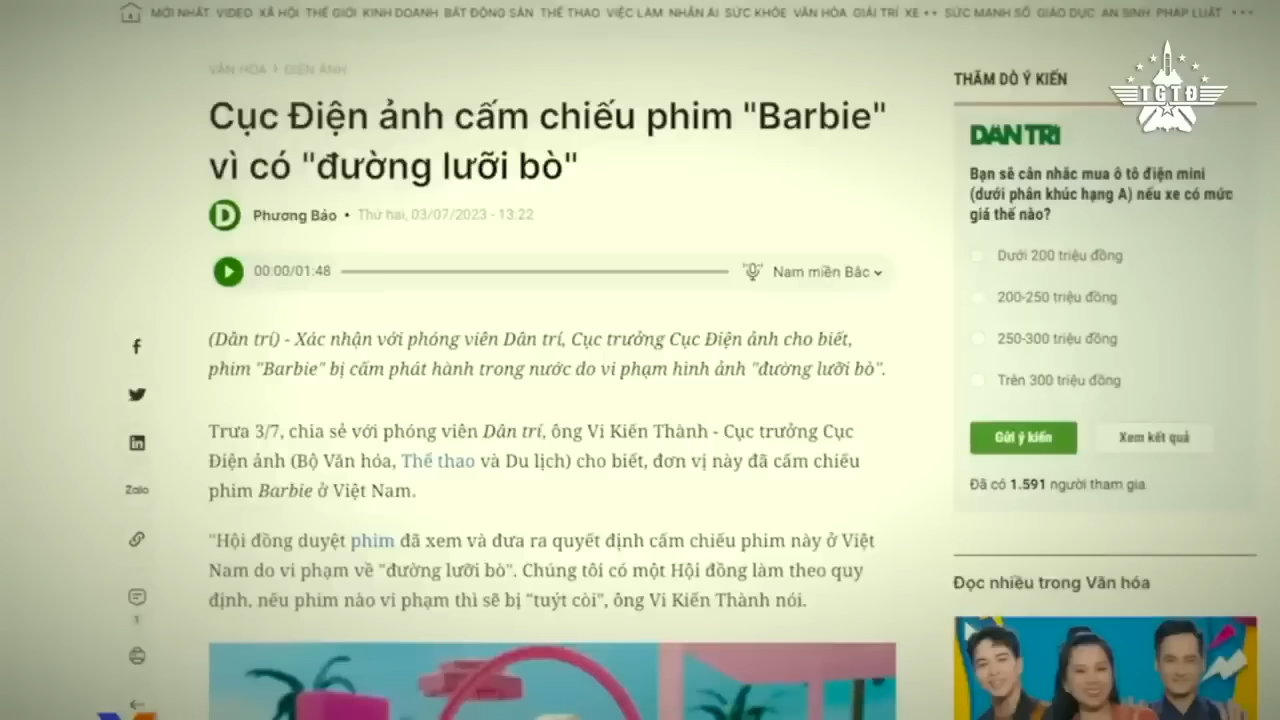 MỚI NHẤT VIDEO XÃ HỘI THẾ GIỚI KINH DOANH BẤT ĐỘNG SẢN THỂ THAO VIỆC LÀM NHÂN ÁI SỨC KHỎE VĂN HÓA GIẢI TRÍ XE ++ SỨC MẠNH SỐ GIÁO DỤC AN SINH PHÁP LUẬT
VĂN HÓA › ĐIỆN ẢNH
Cục Điện ảnh cấm chiếu phim "Barbie"
vì có "đường lưỡi bò"
Phương Bảo • Thứ hai, 03/07/2023 - 13:22
00:00/01:48
Nam miền Bắc
(Dân trí) - Xác nhận với phóng viên Dân trí, Cục trưởng Cục Điện ảnh cho biết,
phim "Barbie" bị cấm phát hành trong nước do vi phạm hình ảnh "đường lưỡi bò".
Trưa 3/7, chia sẻ với phóng viên Dân trí, ông Vi Kiến Thành - Cục trưởng Cục
Điện ảnh (Bộ Văn hóa, Thể thao và Du lịch) cho biết, đơn vị này đã cấm chiếu
phim Barbie ở Việt Nam.
"Hội đồng duyệt phim đã xem và đưa ra quyết định cấm chiếu phim này ở Việt
Nam do vi phạm về "đường lưỡi bò". Chúng tôi có một Hội đồng làm theo quy
định, nếu phim nào vi phạm thì sẽ bị "tuýt còi", ông Vi Kiến Thành nói.
Zalo
1
THĂM DÒ Ý KIẾN
TGTĐ
DÂN TRÍ
Bạn sẽ cân nhắc mua ô tô điện mini
(dưới phân khúc hạng A) nếu xe có mức
giá thế nào?
Dưới 200 triệu đồng
200-250 triệu đồng
250-300 triệu đồng
Trên 300 triệu đồng
Gửi ý kiến
Xem kết quả
Đã có 1.591 người tham gia
Đọc nhiều trong Văn hóa